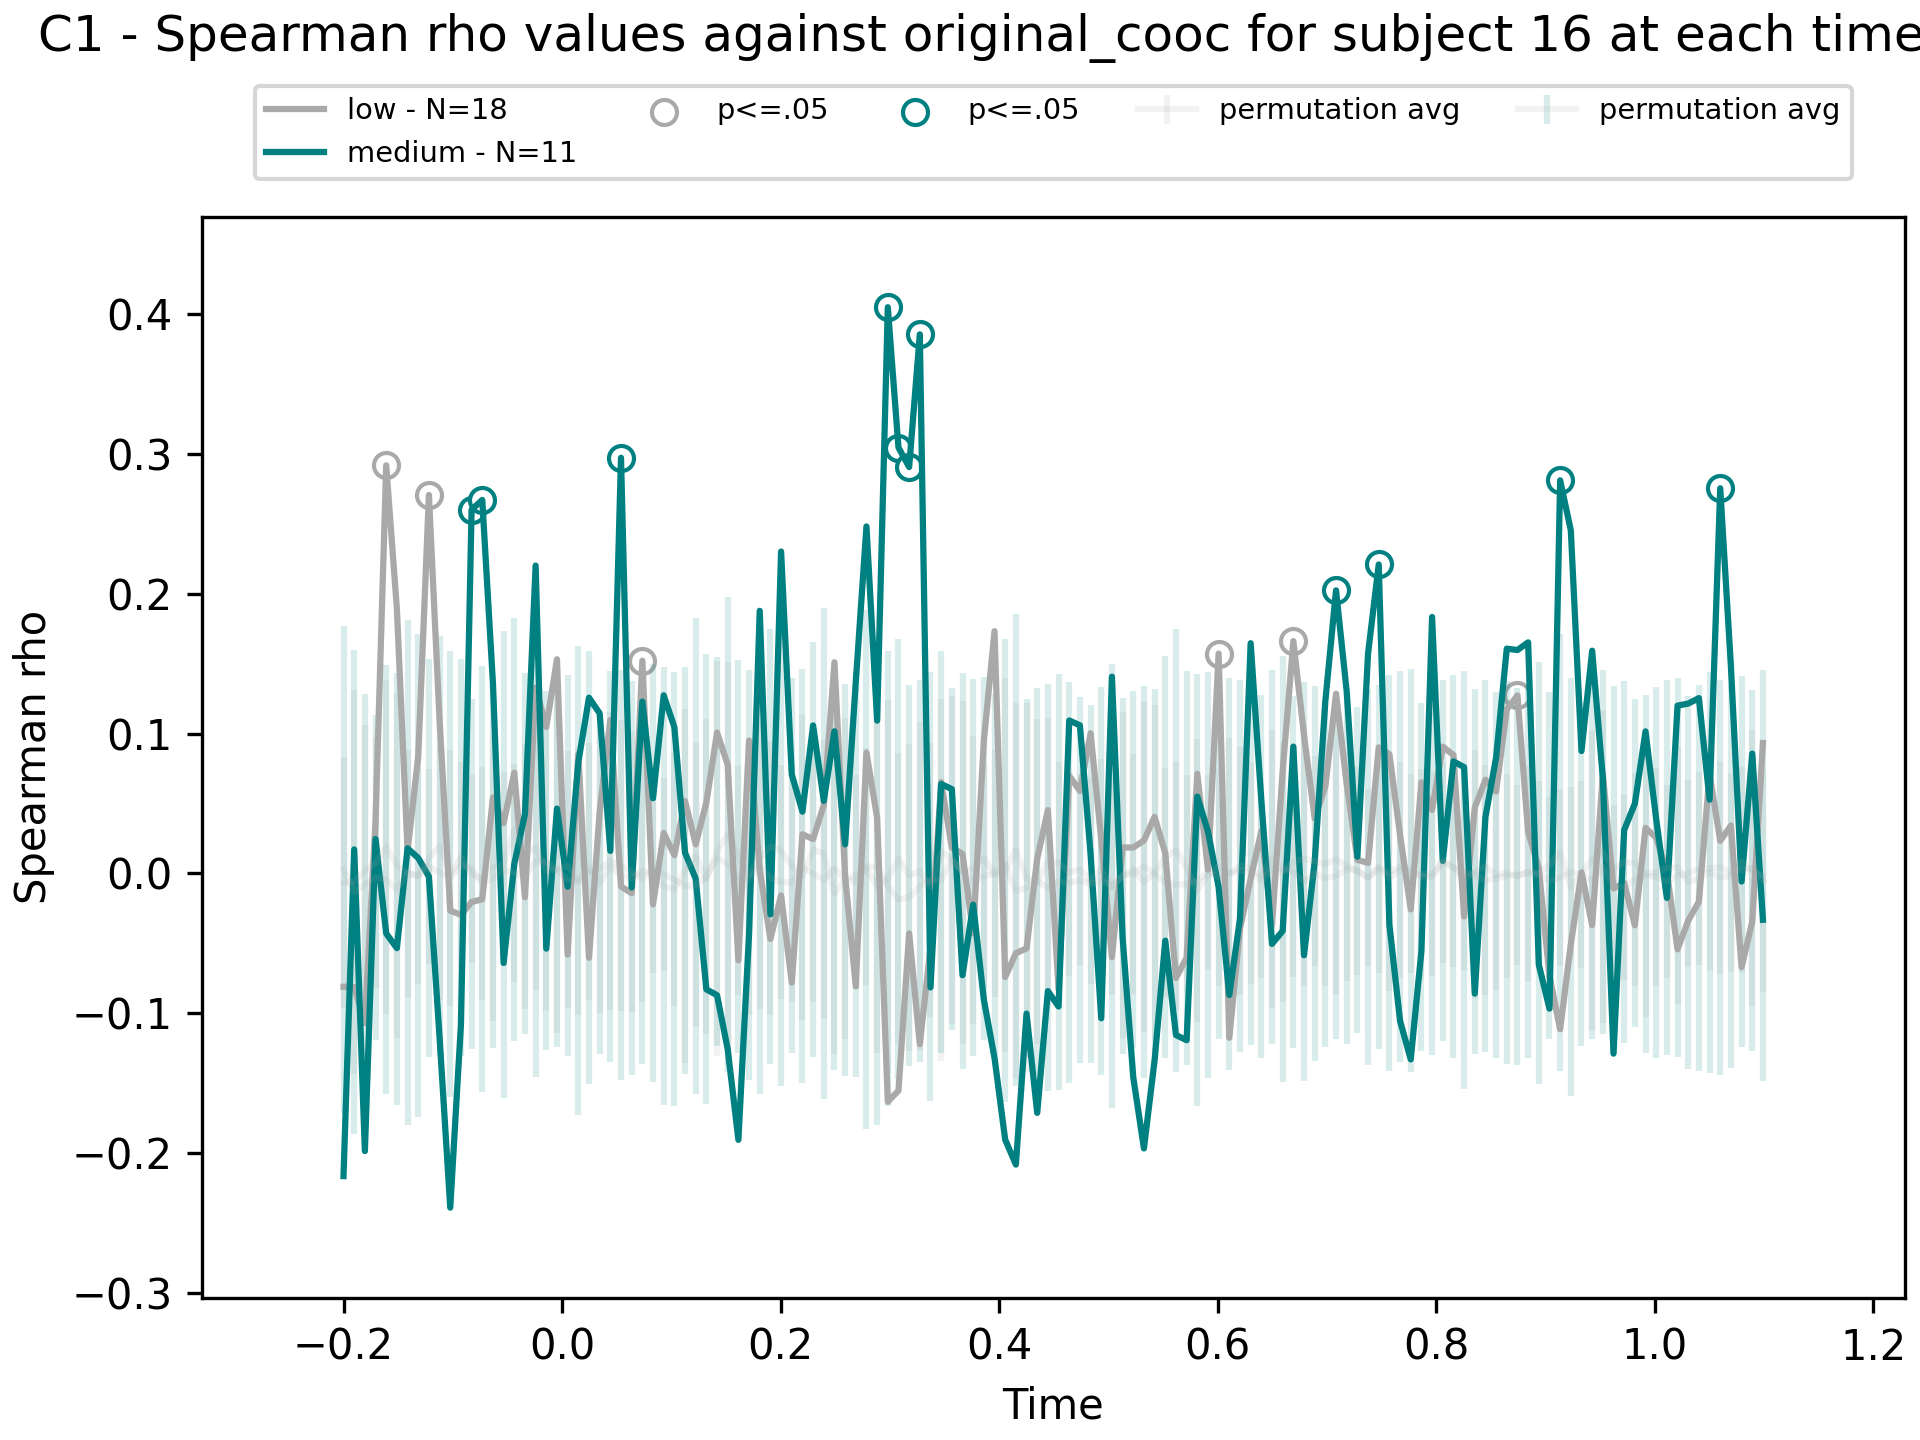 C1 - Spearman rho values against original_cooc for subject 16 at each time
low - N=18 p<=.05 p<=.05 permutation avg permutation avg
medium - N=11
0.4
0.3
0.2
0.1
0.0
−0.1
−0.2
−0.3
Spearman rho
−0.2 0.0 0.2 0.4 0.6 0.8 1.0 1.2
Time